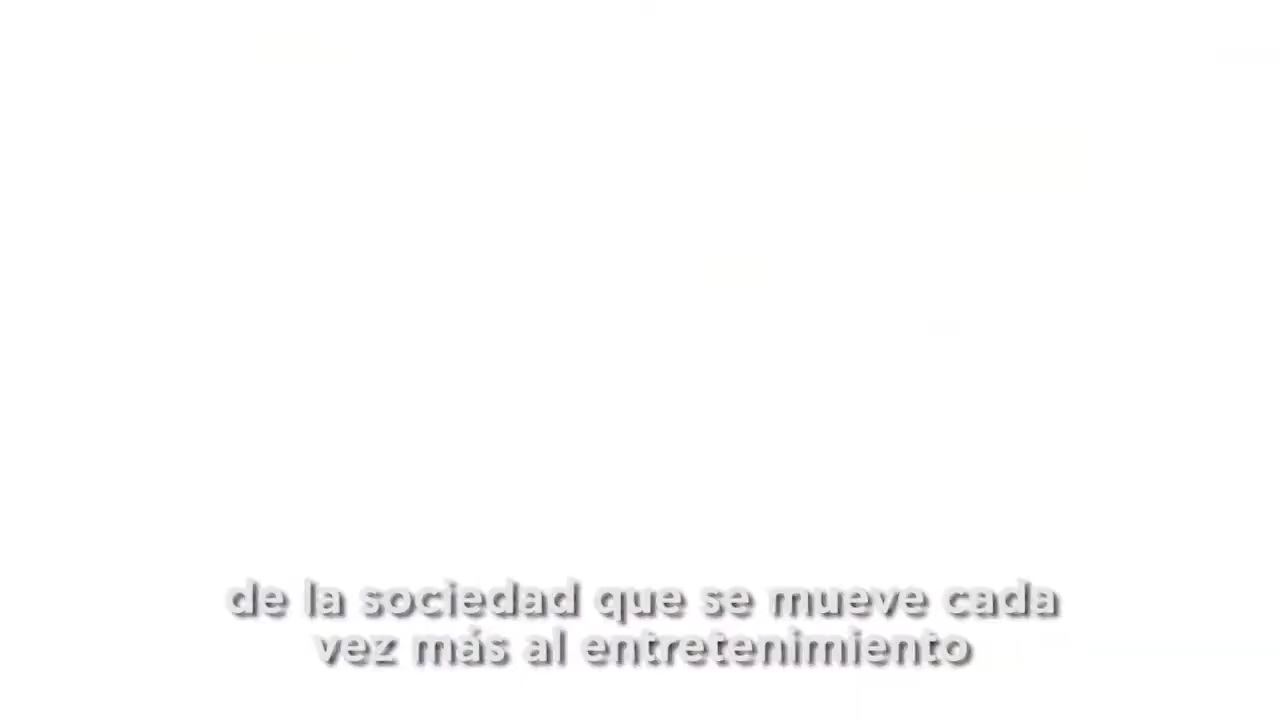 de la sociedad que se mueve cada
vez más al entretenimiento